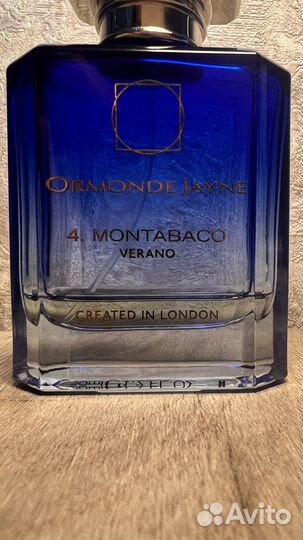 ORMONDE JAYNE
4. MONTABACO
VERANO
CREATED IN LONDON
Avito